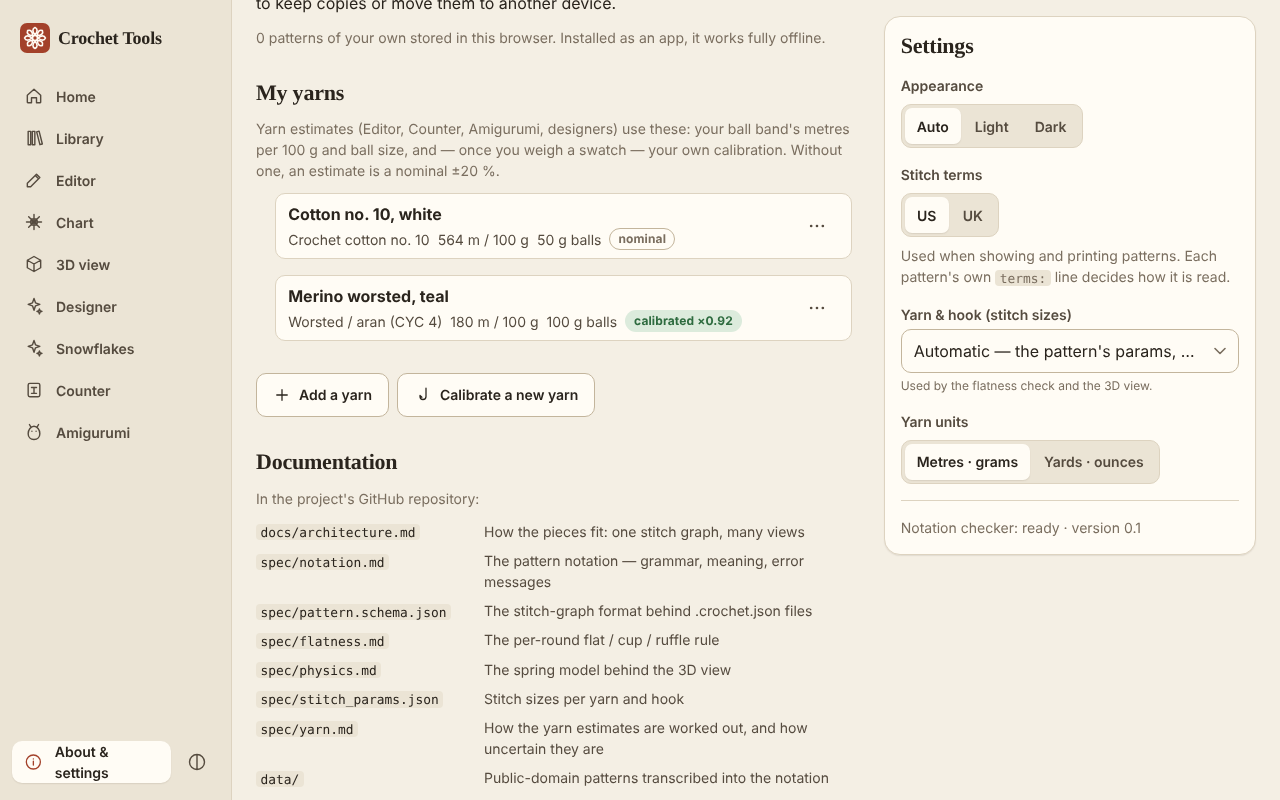 Crochet Tools
Home
Library
Editor
Chart
3D view
Designer
Snowflakes
Counter
Amigurumi
About &
settings
to keep copies or move them to another device.
0 patterns of your own stored in this browser. Installed as an app, it works fully offline.
My yarns
Yarn estimates (Editor, Counter, Amigurumi, designers) use these: your ball band's metres
per 100 g and ball size, and — once you weigh a swatch — your own calibration. Without
one, an estimate is a nominal ±20 %.
Cotton no. 10, white
Crochet cotton no. 10 564 m / 100 g 50 g balls nominal
Merino worsted, teal
Worsted / aran (CYC 4) 180 m / 100 g 100 g balls calibrated ×0.92
Add a yarn
Calibrate a new yarn
Documentation
In the project's GitHub repository:
docs/architecture.md How the pieces fit: one stitch graph, many views
spec/notation.md The pattern notation — grammar, meaning, error
messages
spec/pattern.schema.json The stitch-graph format behind .crochet.json files
spec/flatness.md The per-round flat / cup / ruffle rule
spec/physics.md The spring model behind the 3D view
spec/stitch_params.json Stitch sizes per yarn and hook
spec/yarn.md How the yarn estimates are worked out, and how
uncertain they are
data/ Public-domain patterns transcribed into the notation
Settings
Appearance
Auto Light Dark
Stitch terms
US UK
Used when showing and printing patterns. Each
pattern's own terms: line decides how it is read.
Yarn & hook (stitch sizes)
Automatic — the pattern's params, ...
Used by the flatness check and the 3D view.
Yarn units
Metres · grams Yards · ounces
Notation checker: ready · version 0.1